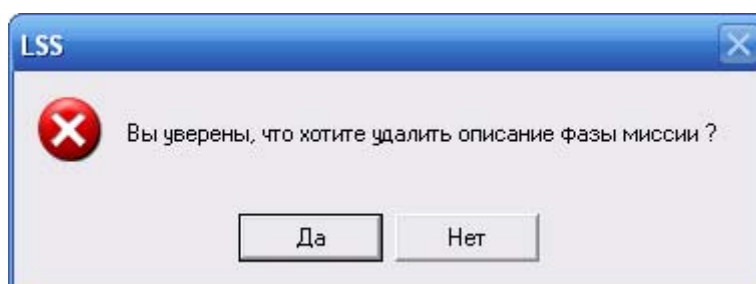 LSS
Вы уверены, что хотите удалить описание фазы миссии ?
Да
Нет